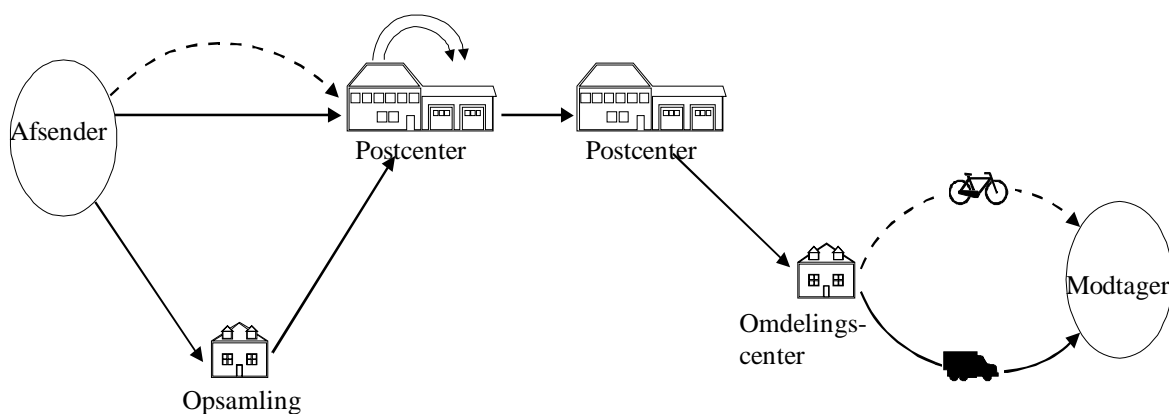 Afsender
Postcenter
Postcenter
Opsamling
Omdelings-
center
Modtager